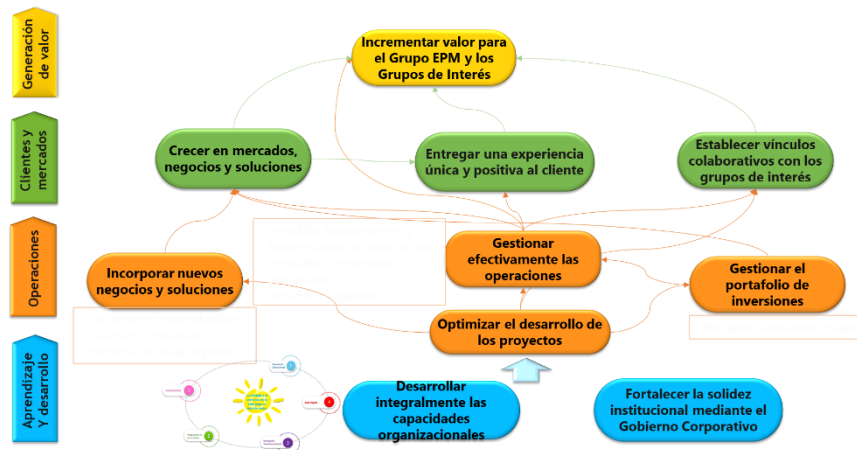 Generación
de valor
Incrementar valor para
el Grupo EPM y los
Grupos de Interés
Clientes y
mercados
Crecer en mercados,
negocios y soluciones
Entregar una experiencia
única y positiva al cliente
Establecer vínculos
colaborativos con los
grupos de interés
Operaciones
Incorporar nuevos
negocios y soluciones
Gestionar
efectivamente las
operaciones
Gestionar el
portafolio de
inversiones
Optimizar el desarrollo de
los proyectos
Aprendizaje
Y desarrollo
Desarrollar
integralmente las
capacidades
organizacionales
Fortalecer la solidez
institucional mediante el
Gobierno Corporativo